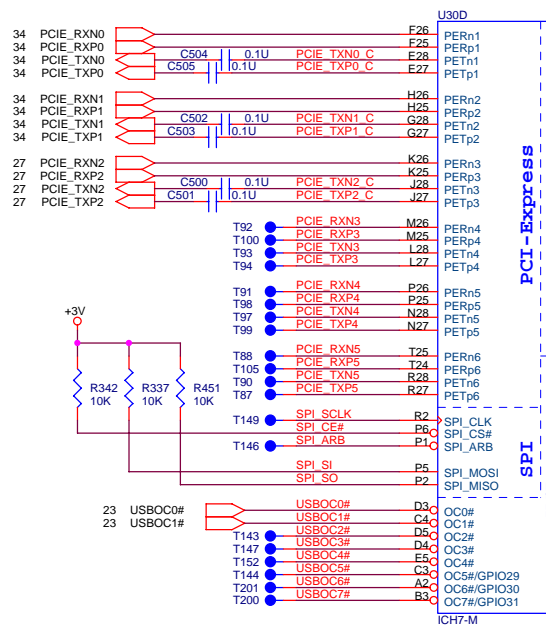 U30D
34 PCIE_RXN0 F26 PERn1
34 PCIE_RXP0 F25 PERp1
34 PCIE_TXN0 C504 0.1U PCIE_TXN0_C E28 PETn1
34 PCIE_TXP0 C505 0.1U PCIE_TXP0_C E27 PETp1
34 PCIE_RXN1 H26 PERn2
34 PCIE_RXP1 H25 PERp2
34 PCIE_TXN1 C502 0.1U PCIE_TXN1_C G28 PETn2
34 PCIE_TXP1 C503 0.1U PCIE_TXP1_C G27 PETp2
27 PCIE_RXN2 K26 PERn3
27 PCIE_RXP2 K25 PERp3
27 PCIE_TXN2 C500 0.1U PCIE_TXN2_C J28 PETn3
27 PCIE_TXP2 C501 0.1U PCIE_TXP2_C J27 PETp3
T92 PCIE_RXN3 M26 PERn4
T100 PCIE_RXP3 M25 PERp4
T93 PCIE_TXN3 L28 PETn4
T94 PCIE_TXP3 L27 PETp4
T91 PCIE_RXN4 P26 PERn5
T98 PCIE_RXP4 P25 PERp5
T97 PCIE_TXN4 N28 PETn5
T99 PCIE_TXP4 N27 PETp5
T88 PCIE_RXN5 T25 PERn6
T105 PCIE_RXP5 T24 PERp6
T90 PCIE_TXN5 R28 PETn6
T87 PCIE_TXP5 R27 PETp6
PCI-Express
+3V
R342 R337 R451
10K 10K 10K
T149 SPI_SCLK R2 SPI_CLK
SPI_CE# P6 SPI_CS#
T146 SPI_ARB P1 SPI_ARB
SPI_SI P5 SPI_MOSI
SPI_SO P2 SPI_MISO
SPI
23 USBOC0# USBOC0# D3 OC0#
23 USBOC1# USBOC1# C4 OC1#
T143 USBOC2# D5 OC2#
T147 USBOC3# D4 OC3#
T152 USBOC4# E5 OC4#
T144 USBOC5# C3 OC5#/GPIO29
T201 USBOC6# A2 OC6#/GPIO30
T200 USBOC7# B3 OC7#/GPIO31
ICH7-M